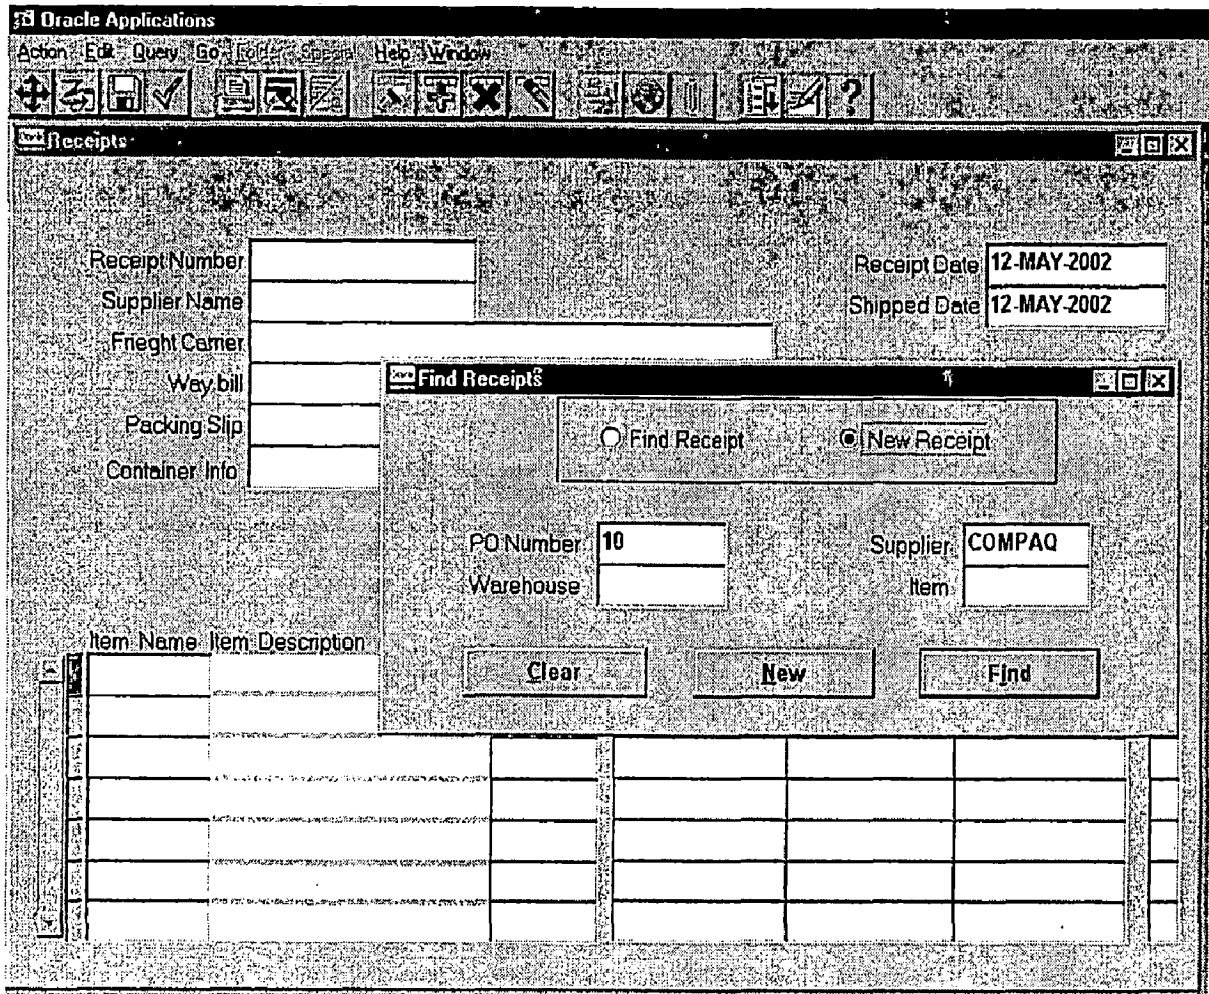 Oracle Applications
Action Edit Query Go Folder Special Help Window
Receipts
Receipt Number
Receipt Date 12-MAY-2002
Supplier Name
Shipped Date 12-MAY-2002
Frieght Carrier
Way bill
Packing Slip
Container Info
Find Receipts
Find Receipt New Receipt
PO Number 10 Supplier COMPAQ
Warehouse Item
Clear New Find
Item Name Item Description